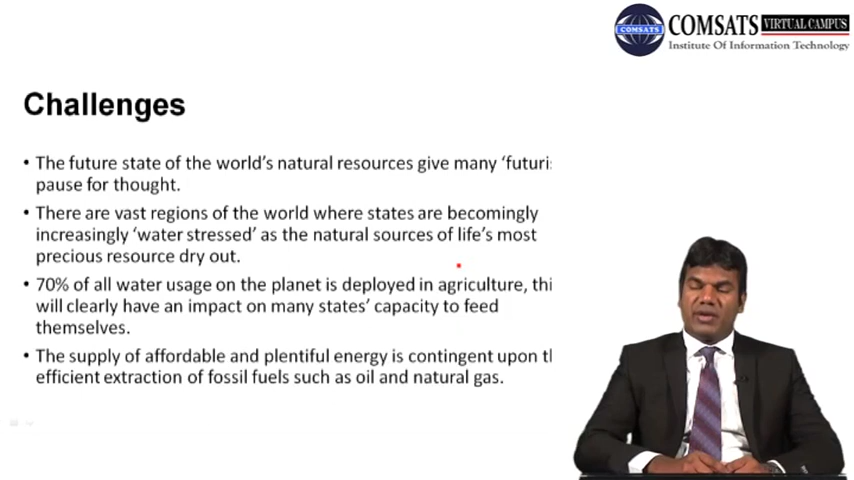 COMSATS
COMSATS VIRTUAL CAMPUS
Institute Of Information Technology
Challenges
• The future state of the world's natural resources give many 'futuris
pause for thought.
• There are vast regions of the world where states are becomingly
increasingly 'water stressed' as the natural sources of life's most
precious resource dry out.
• 70% of all water usage on the planet is deployed in agriculture, thi
will clearly have an impact on many states' capacity to feed
themselves.
• The supply of affordable and plentiful energy is contingent upon th
efficient extraction of fossil fuels such as oil and natural gas.